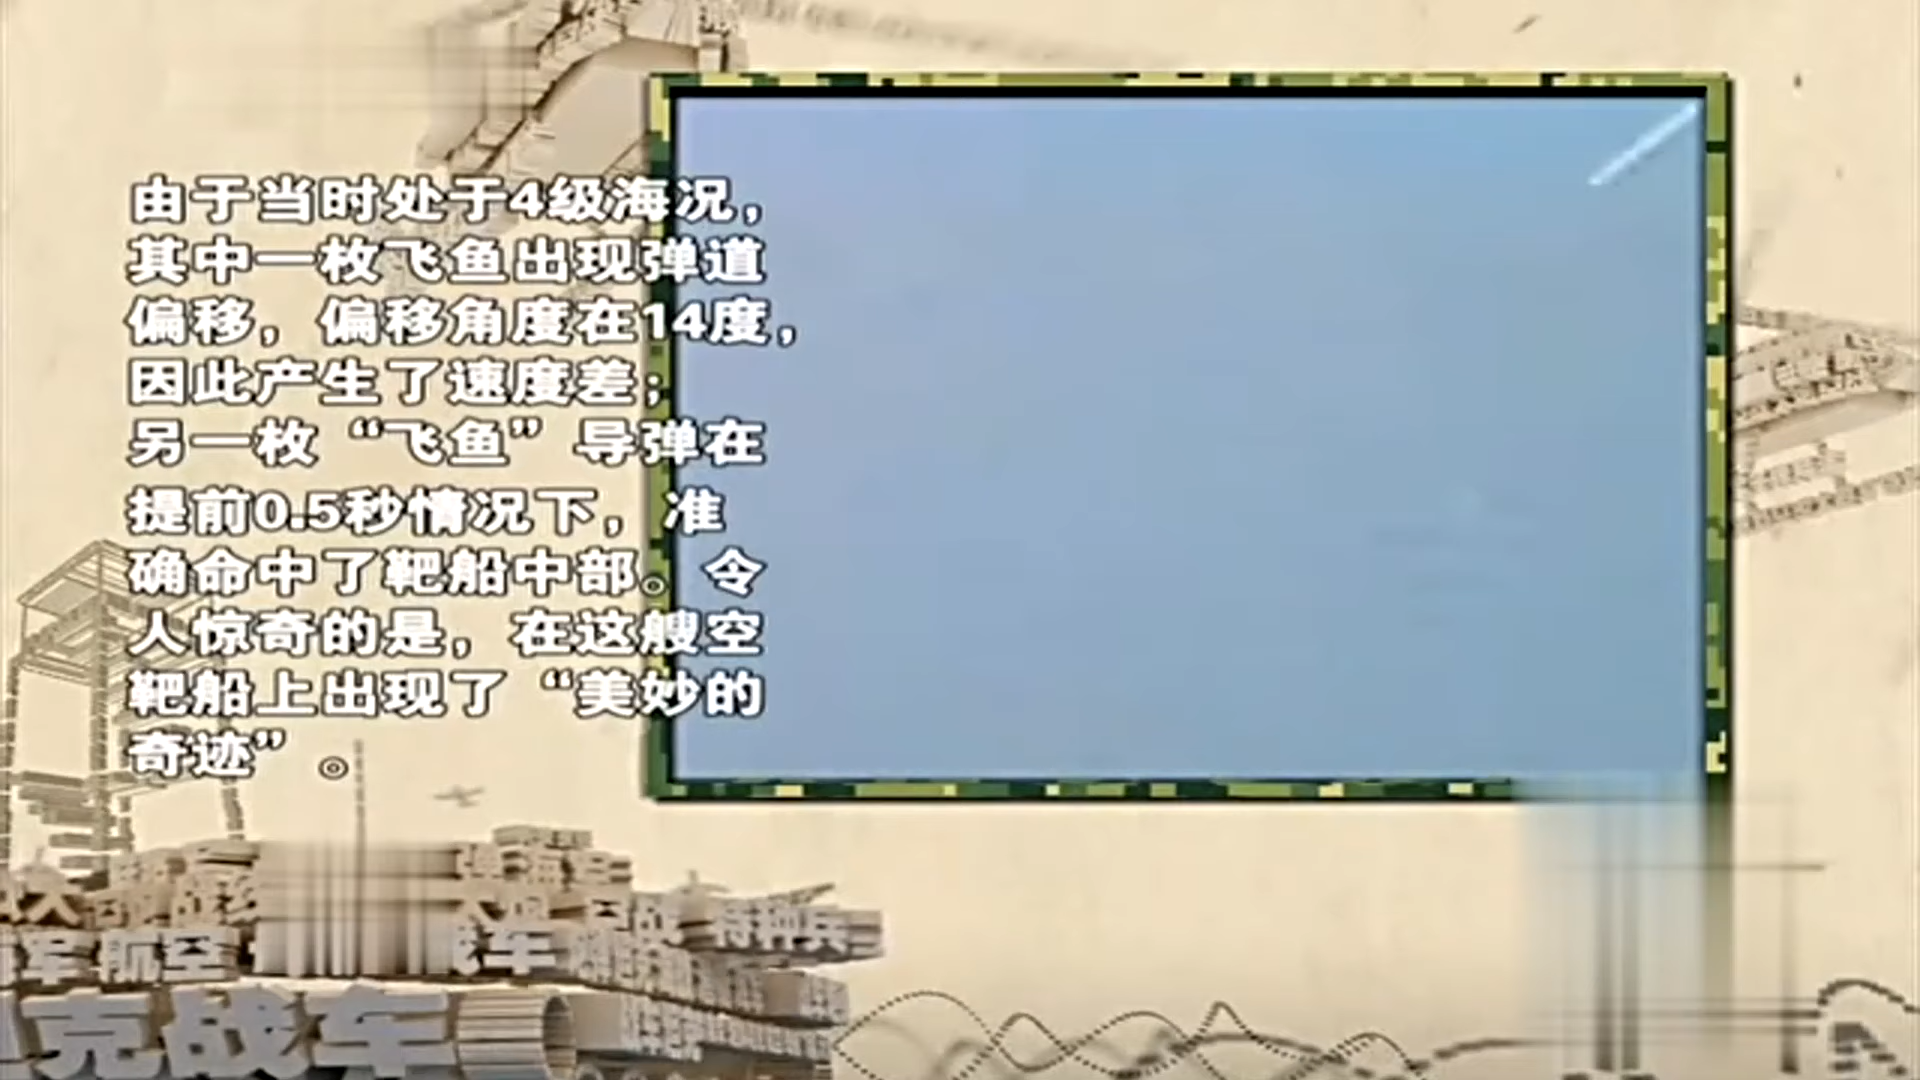 由于当时处于4级海况，
其中一枚飞鱼出现弹道
偏移，偏移角度在14度，
因此产生了速度差；
另一枚“飞鱼”导弹在
提前0.5秒情况下，准
确命中了靶船中部。令
人惊奇的是，在这艘空
靶船上出现了“美妙的
奇迹”。
军航空
战车
特种兵
克战车